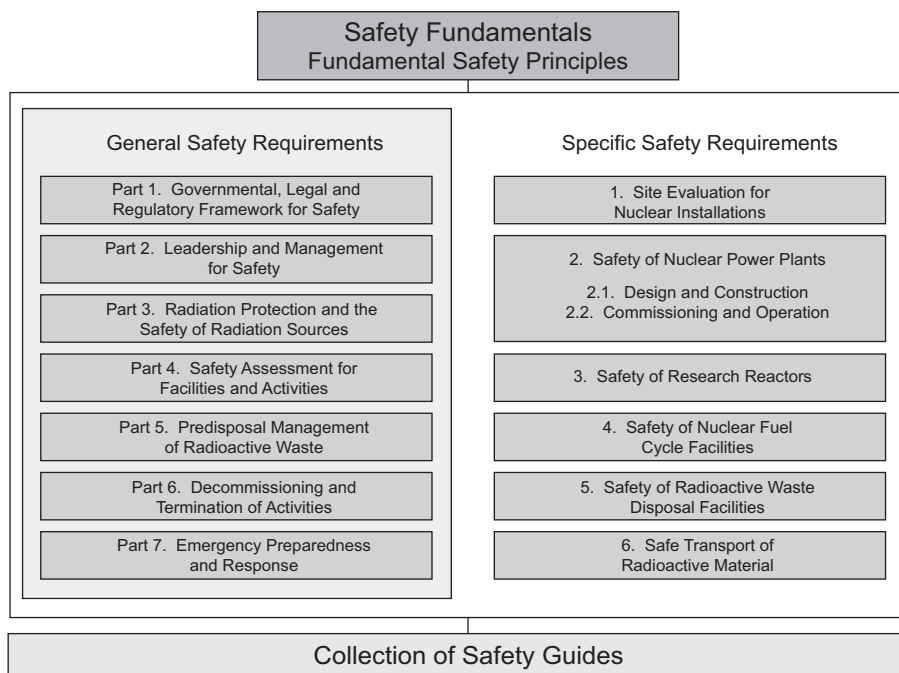 Safety Fundamentals
Fundamental Safety Principles
General Safety Requirements
Part 1. Governmental, Legal and
Regulatory Framework for Safety
Part 2. Leadership and Management
for Safety
Part 3. Radiation Protection and the
Safety of Radiation Sources
Part 4. Safety Assessment for
Facilities and Activities
Part 5. Predisposal Management
of Radioactive Waste
Part 6. Decommissioning and
Termination of Activities
Part 7. Emergency Preparedness
and Response
Specific Safety Requirements
1. Site Evaluation for
Nuclear Installations
2. Safety of Nuclear Power Plants
2.1. Design and Construction
2.2. Commissioning and Operation
3. Safety of Research Reactors
4. Safety of Nuclear Fuel
Cycle Facilities
5. Safety of Radioactive Waste
Disposal Facilities
6. Safe Transport of
Radioactive Material
Collection of Safety Guides